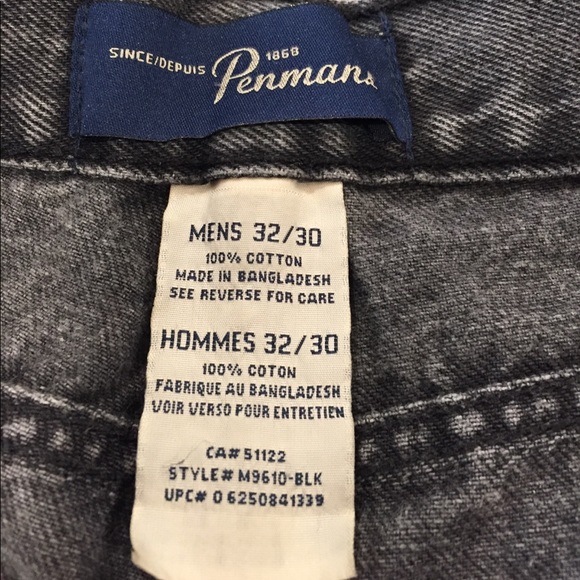 SINCE/DEPUIS 1868
Penmans
MENS 32/30
100% COTTON
MADE IN BANGLADESH
SEE REVERSE FOR CARE
HOMMES 32/30
100% COTON
FABRIQUE AU BANGLADESH
VOIR VERSO POUR ENTRETIEN
CA# 51122
STYLE# M9610-BLK
UPC# 0 6250841339